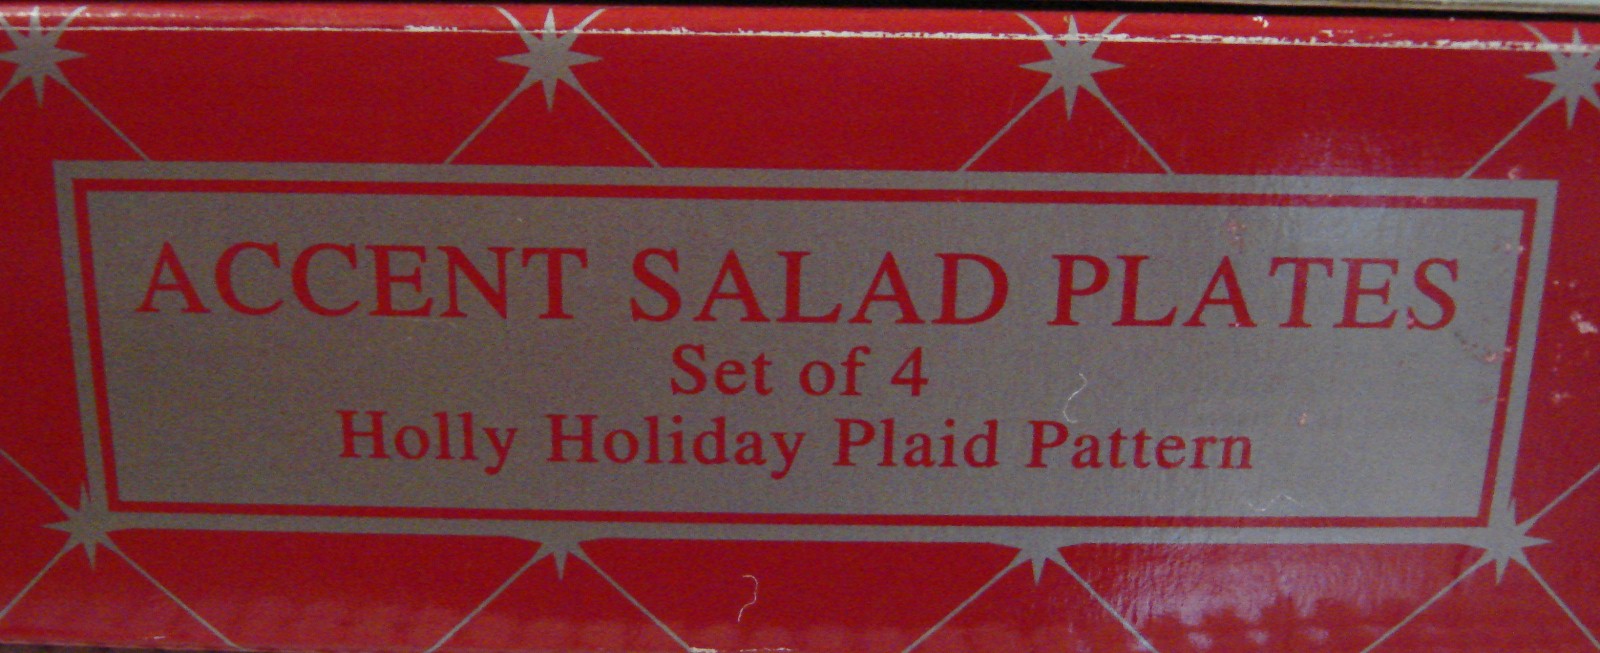 ACCENT SALAD PLATES
Set of 4
Holly Holiday Plaid Pattern